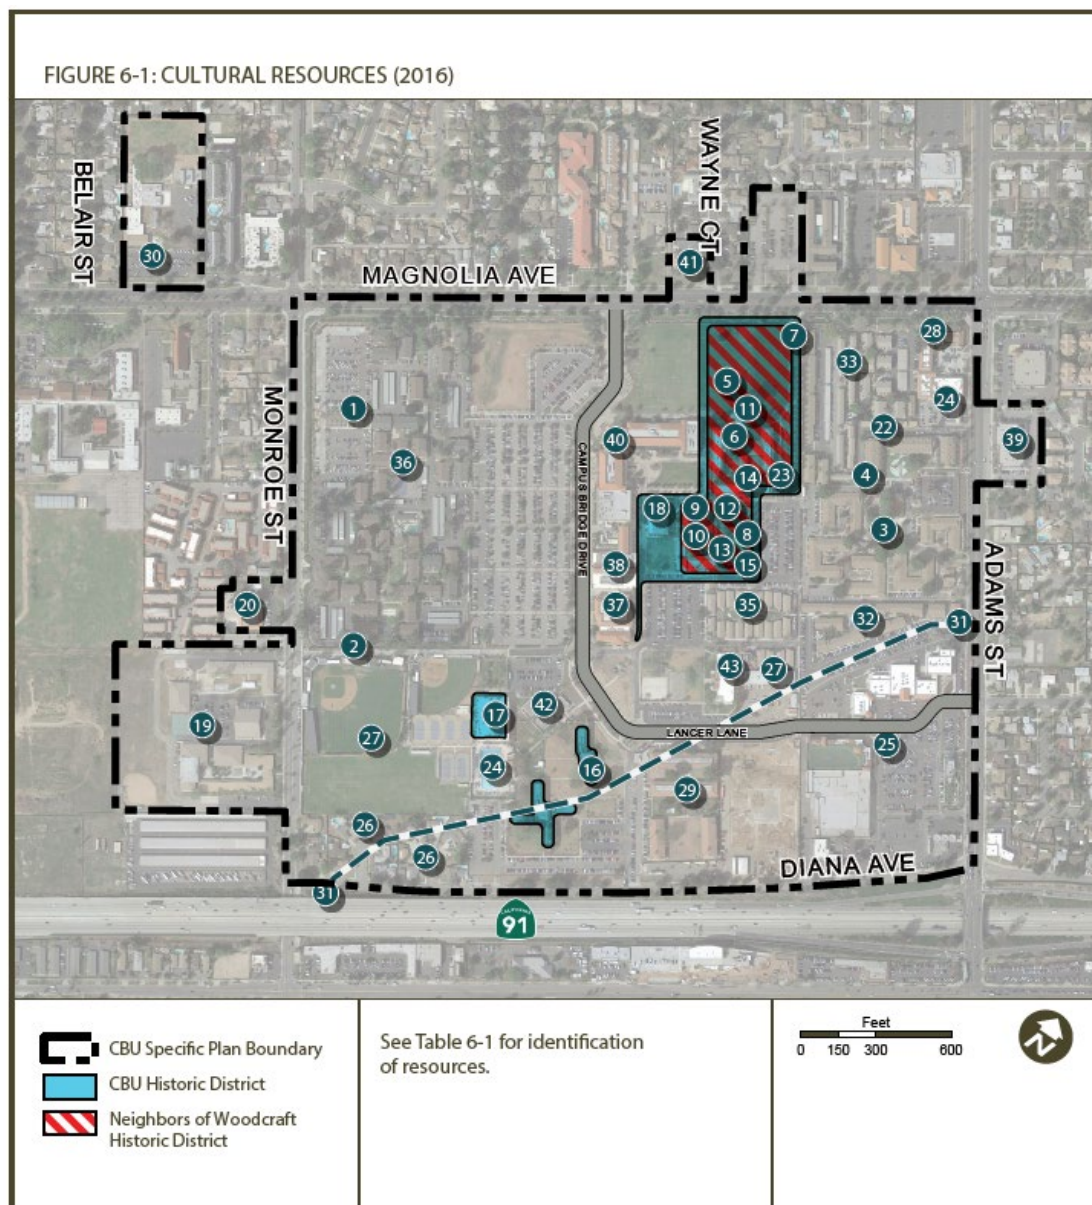 FIGURE 6-1: CULTURAL RESOURCES (2016)
BEL AIR ST
30
WAYNE CT
41
MAGNOLIA AVE
7
28
33
5
24
1
11
MONROE ST
22
6
40
39
CAMPUS BRIDGE DRIVE
36
14
23
4
18
9
12
3
10
8
13
ADAMS ST
38
15
20
37
35
32
31
2
43
27
42
17
19
27
LANCER LANE
25
24
16
29
26
26
DIANA AVE
31
CALIFORNIA
91
CBU Specific Plan Boundary
CBU Historic District
Neighbors of Woodcraft
Historic District
See Table 6-1 for identification
of resources.
Feet
0 150 300 600
N